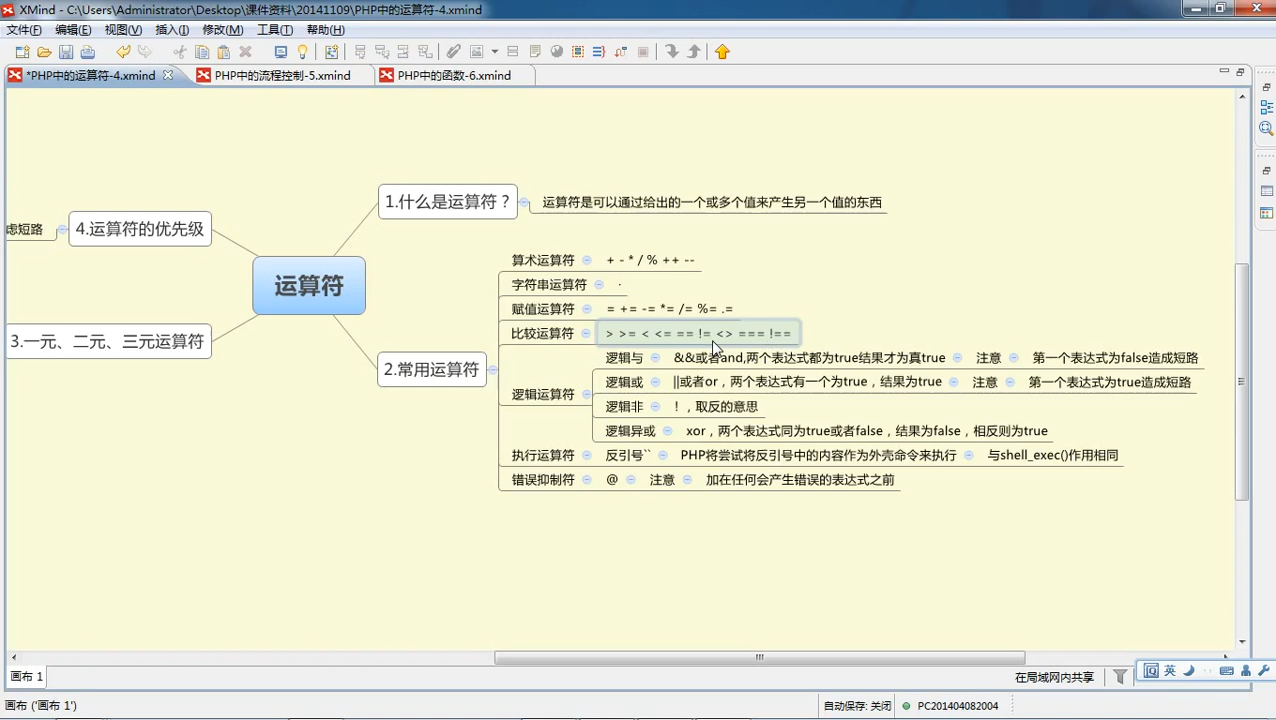 XMind - C:\Users\Administrator\Desktop\课件资料\20141109\PHP中的运算符-4.xmind
文件(F) 编辑(E) 视图(V) 插入(I) 修改(M) 工具(T) 帮助(H)
*PHP中的运算符-4.xmind PHP中的流程控制-5.xmind PHP中的函数-6.xmind
1.什么是运算符？ 运算符是可以通过给出的一个或多个值来产生另一个值的东西
虑短路 4.运算符的优先级
运算符
3.一元、二元、三元运算符
2.常用运算符
算术运算符 + - * / % ++ --
字符串运算符 .
赋值运算符 = += -= *= /= %= .=
比较运算符 > >= < <= == != <> === !==
逻辑运算符
逻辑与 &&或者and,两个表达式都为true结果才为真true 注意 第一个表达式为false造成短路
逻辑或 ||或者or，两个表达式有一个为true，结果为true 注意 第一个表达式为true造成短路
逻辑非 ！，取反的意思
逻辑异或 xor，两个表达式同为true或者false，结果为false，相反则为true
执行运算符 反引号`` PHP将尝试将反引号中的内容作为外壳命令来执行 与shell_exec()作用相同
错误抑制符 @ 注意 加在任何会产生错误的表达式之前
画布 1
在局域网内共享
英
画布 ('画布 1') 自动保存: 关闭 PC201404082004